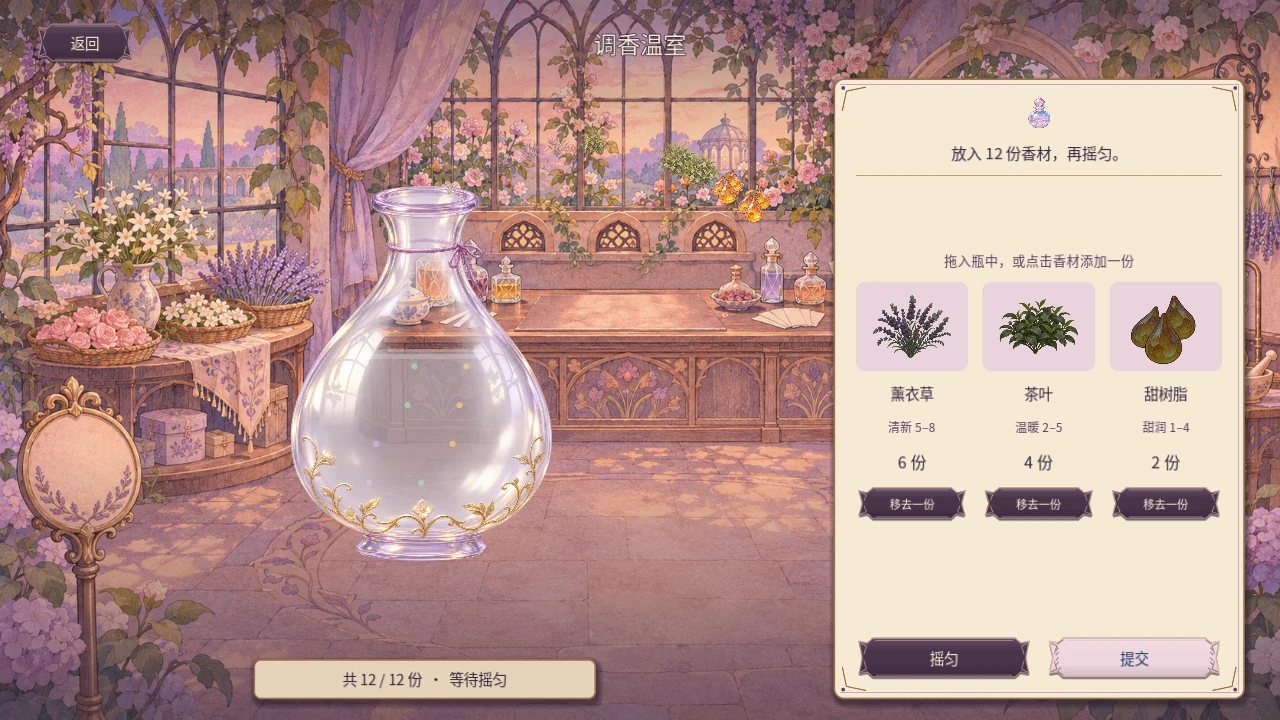 返回
调香温室
放入 12 份香材，再摇匀。
拖入瓶中，或点击香材添加一份
薰衣草 茶叶 甜树脂
清新 5–8 温暖 2–5 甜润 1–4
6 份 4 份 2 份
移去一份 移去一份 移去一份
摇匀 提交
共 12 / 12 份 · 等待摇匀